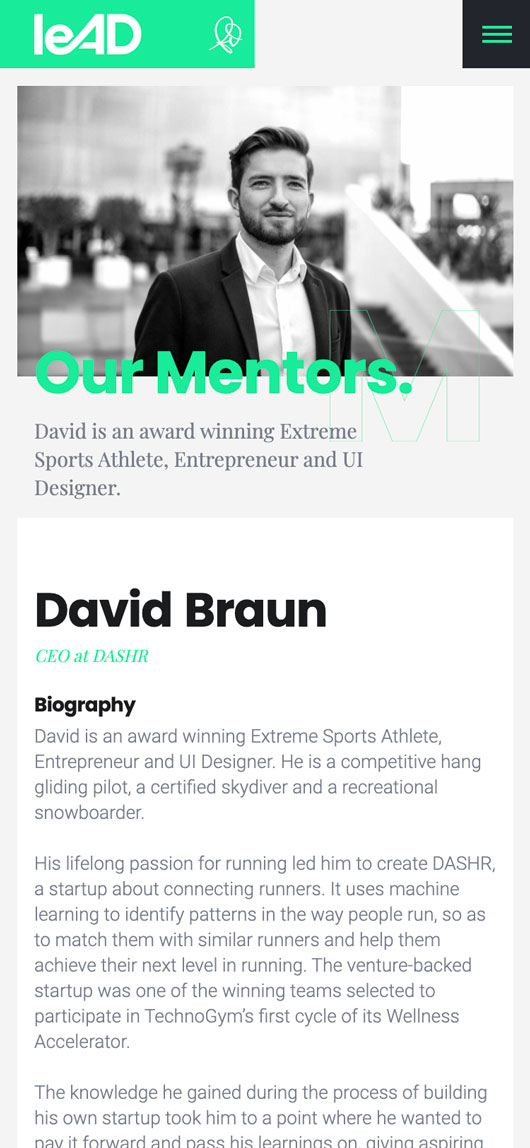 leAD
Our Mentors.
M
David is an award winning Extreme
Sports Athlete, Entrepreneur and UI
Designer.
David Braun
CEO at DASHR
Biography
David is an award winning Extreme Sports Athlete,
Entrepreneur and UI Designer. He is a competitive hang
gliding pilot, a certified skydiver and a recreational
snowboarder.
His lifelong passion for running led him to create DASHR,
a startup about connecting runners. It uses machine
learning to identify patterns in the way people run, so as
to match them with similar runners and help them
achieve their next level in running. The venture-backed
startup was one of the winning teams selected to
participate in TechnoGym’s first cycle of its Wellness
Accelerator.
The knowledge he gained during the process of building
his own startup took him to a point where he wanted to
pay it forward and pass his learnings on, giving aspiring